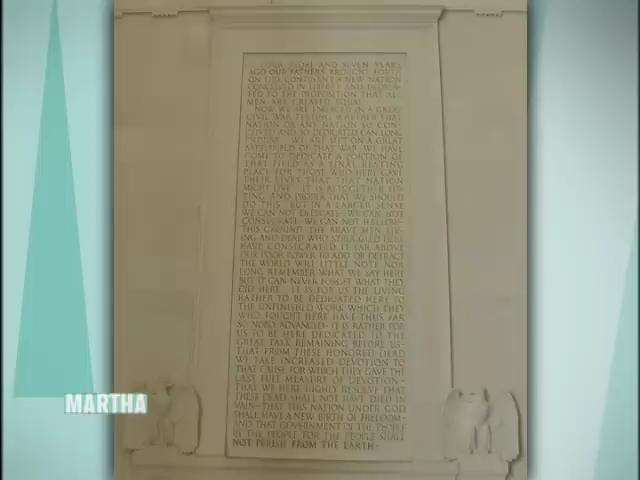 FOUR SCORE AND SEVEN YEARS
AGO OUR FATHERS BROUGHT FORTH
ON THIS CONTINENT A NEW NATION
CONCEIVED IN LIBERTY AND DEDICA-
TED TO THE PROPOSITION THAT ALL
MEN ARE CREATED EQUAL
NOW WE ARE ENGAGED IN A GREAT
CIVIL WAR TESTING WHETHER THAT
NATION OR ANY NATION SO CON-
CEIVED AND SO DEDICATED CAN LONG
ENDURE · WE ARE MET ON A GREAT
BATTLEFIELD OF THAT WAR · WE HAVE
COME TO DEDICATE A PORTION OF
THAT FIELD AS A FINAL RESTING
PLACE FOR THOSE WHO HERE GAVE
THEIR LIVES THAT THAT NATION
MIGHT LIVE · IT IS ALTOGETHER FIT-
TING AND PROPER THAT WE SHOULD
DO THIS · BUT IN A LARGER SENSE
WE CAN NOT DEDICATE~WE CAN NOT
CONSECRATE~WE CAN NOT HALLOW~
THIS GROUND · THE BRAVE MEN LIV-
ING AND DEAD WHO STRUGGLED HERE
HAVE CONSECRATED IT FAR ABOVE
OUR POOR POWER TO ADD OR DETRACT
THE WORLD WILL LITTLE NOTE NOR
LONG REMEMBER WHAT WE SAY HERE
BUT IT CAN NEVER FORGET WHAT THEY
DID HERE · IT IS FOR US THE LIVING
RATHER TO BE DEDICATED HERE TO
THE UNFINISHED WORK WHICH THEY
WHO FOUGHT HERE HAVE THUS FAR
SO NOBLY ADVANCED · IT IS RATHER FOR
US TO BE HERE DEDICATED TO THE
GREAT TASK REMAINING BEFORE US~
THAT FROM THESE HONORED DEAD
WE TAKE INCREASED DEVOTION TO
THAT CAUSE FOR WHICH THEY GAVE THE
LAST FULL MEASURE OF DEVOTION~
THAT WE HERE HIGHLY RESOLVE THAT
THESE DEAD SHALL NOT HAVE DIED IN
VAIN~THAT THIS NATION UNDER GOD
SHALL HAVE A NEW BIRTH OF FREEDOM~
AND THAT GOVERNMENT OF THE PEOPLE
BY THE PEOPLE FOR THE PEOPLE SHALL
NOT PERISH FROM THE EARTH ·
MARTHA